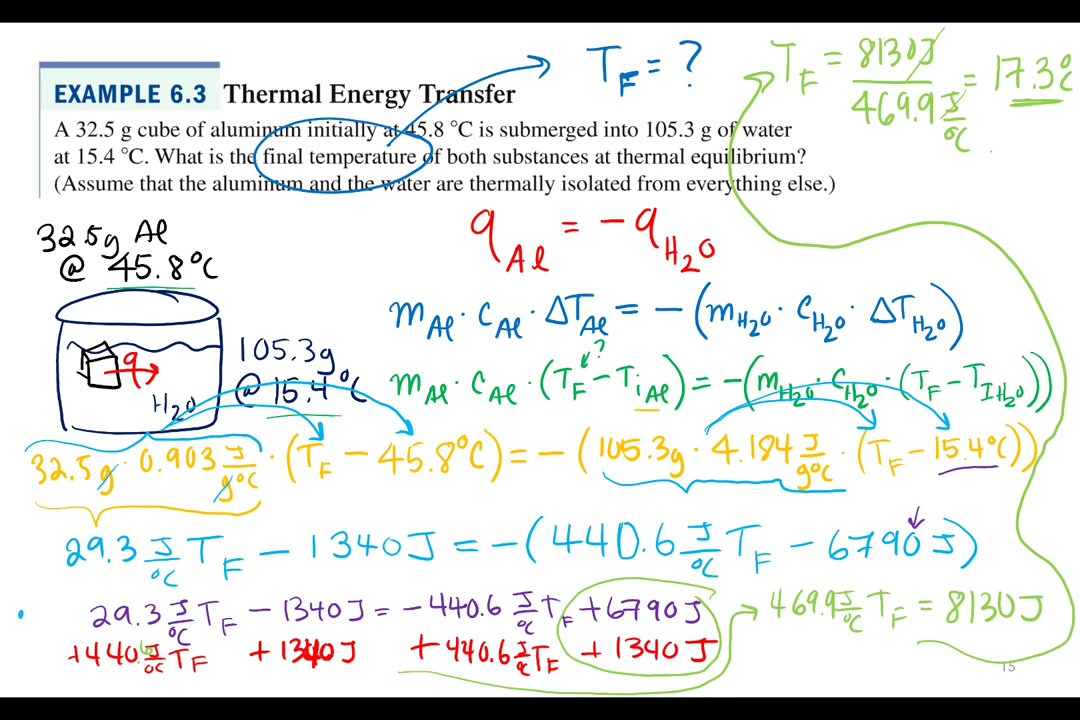 T_F = ?
T_F = 8130 J / 469.9 J/°C = 17.3°C
EXAMPLE 6.3 Thermal Energy Transfer
A 32.5 g cube of aluminum initially at 45.8 °C is submerged into 105.3 g of water
at 15.4 °C. What is the final temperature of both substances at thermal equilibrium?
(Assume that the aluminum and the water are thermally isolated from everything else.)
32.5g Al
@ 45.8°C
q_Al = - q_H2O
m_Al · c_Al · ΔT_Al = - (m_H2O · c_H2O · ΔT_H2O)
105.3g
@ 15.4°C
q
H2O
?
m_Al · c_Al · (T_F - T_iAl) = -(m_H2O · c_H2O · (T_F - T_IH2O))
32.5g · 0.903 J/g°C · (T_F - 45.8°C) = - (105.3g · 4.184 J/g°C · (T_F - 15.4°C))
29.3 J/°C T_F - 1340J = -(440.6 J/°C T_F - 6790 J)
29.3 J/°C T_F - 1340 J = -440.6 J/°C T_F + 6790 J
469.9 J/°C T_F = 8130 J
+440.6 J/°C T_F + 1340 J + 440.6 J/°C T_F + 1340 J
15